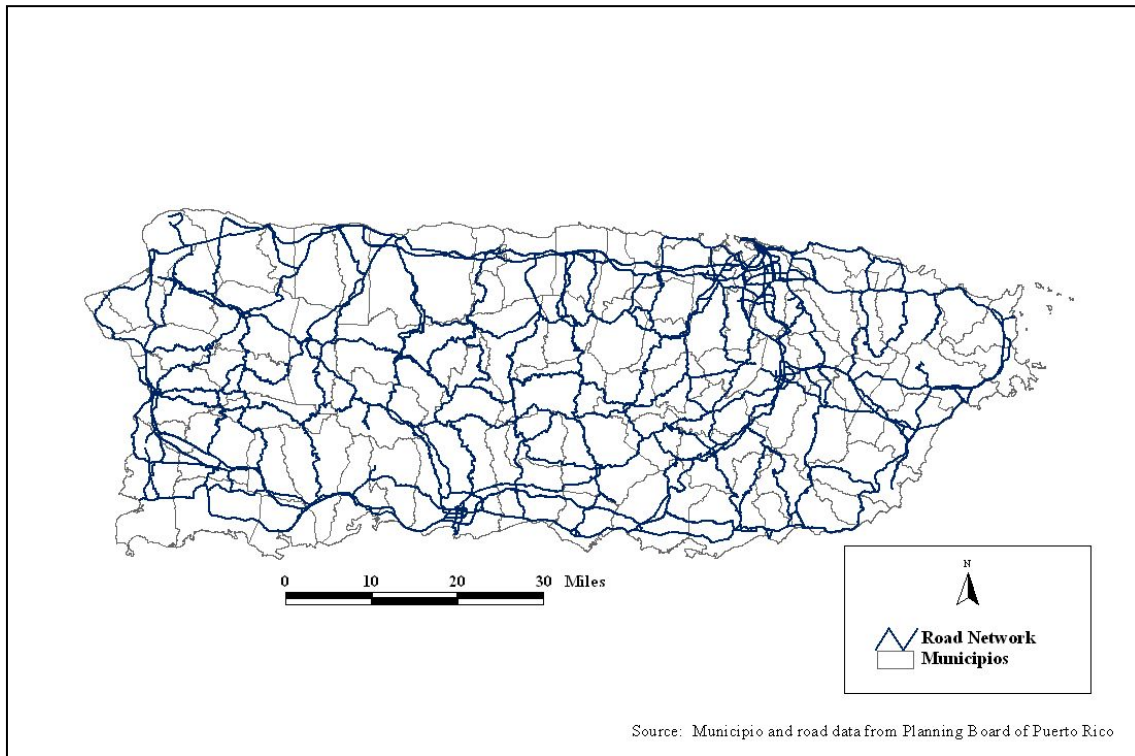 0 10 20 30 Miles
N
Road Network
Municipios
Source: Municipio and road data from Planning Board of Puerto Rico